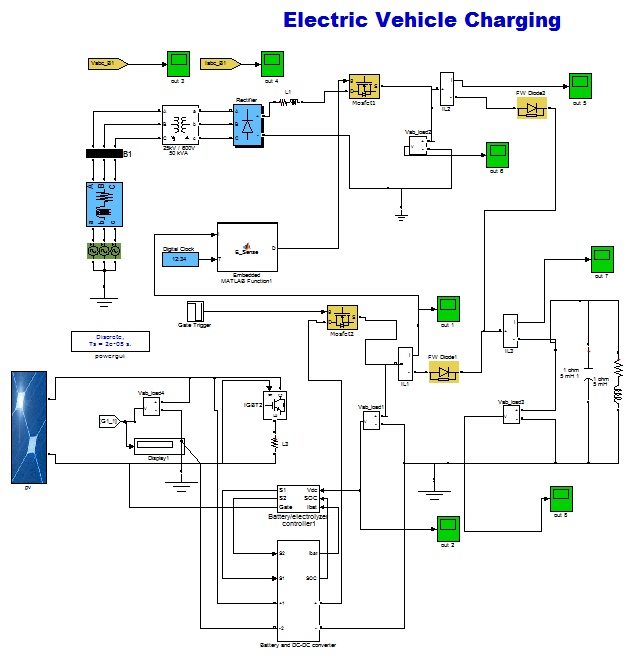 Electric Vehicle Charging
Vabc_B1
out 3
Iabc_B1
out 4
L1
Mosfet1
IL2
FW Diode2
out 5
A
B
C
a
b
c
25kV / 600V
50 kVA
Rectifier
A
B
C
+
-
Vab_load2
out 6
B1
A B C
a b c
Digital Clock
12:34
E_Sense
T
D
Embedded
MATLAB Function1
out 7
Gate Trigger
Mosfet2
out 1
Discrete,
Ts = 2e-05 s.
powergui
IL1
FW Diode1
IL3
1 ohm
5 mH 1
1 ohm
5 mH
pv
Vab_load4
IGBT2
L2
Display1
Vab_load1
Vab_load3
S1
S2
Gate
Vdc
SOC
Ibat
Battery/electrolyzer
controller1
out 2
out 8
S2
S1
+1
-2
Ibat
SOC
+
-
Battery and DC-DC converter